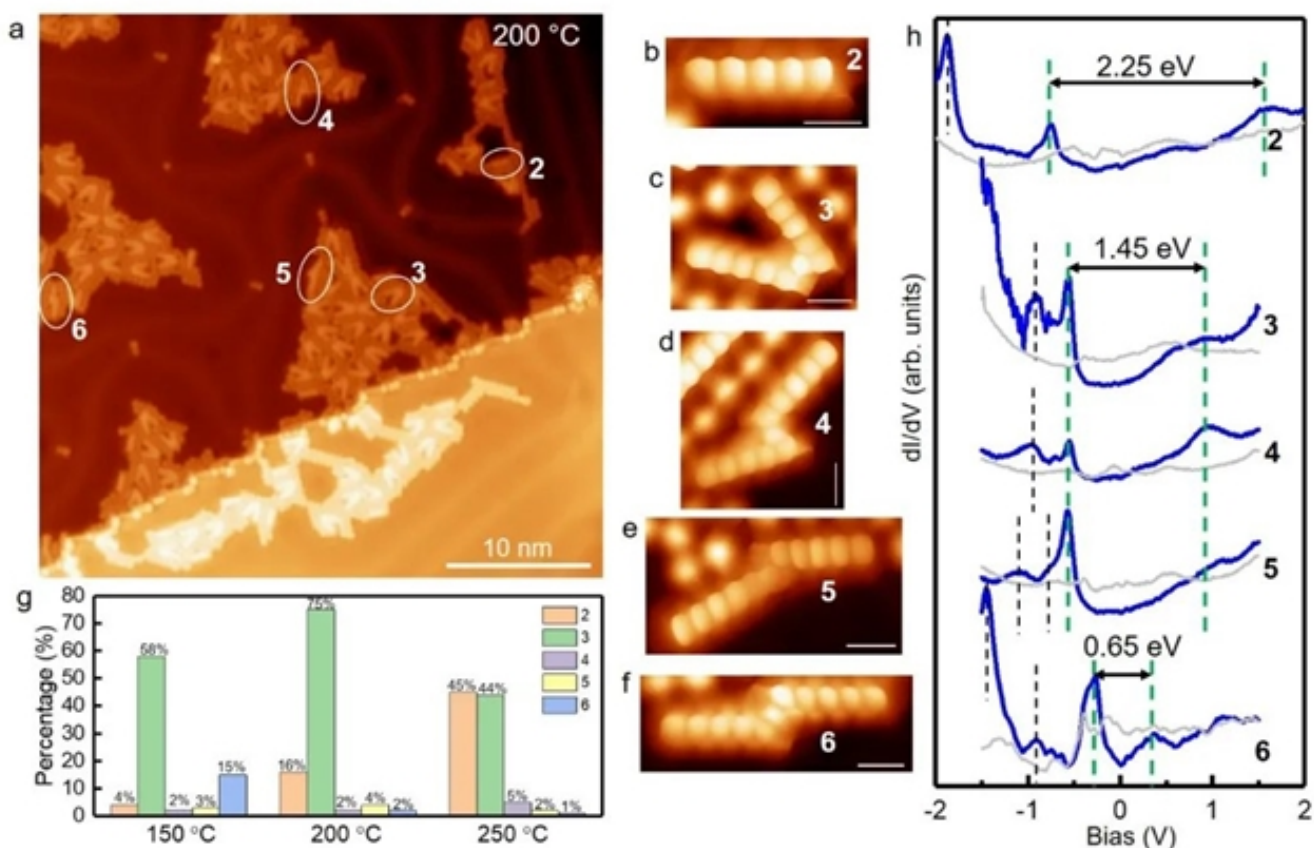 a
200 °C
4
2
5
3
6
10 nm
b
2
c
3
d
4
e
5
f
6
g
Percentage (%)
80
70
60
50
40
30
20
10
0
4%
58%
2%
3%
15%
16%
75%
2%
4%
2%
45%
44%
5%
2%
1%
2
3
4
5
6
150 °C
200 °C
250 °C
h
2.25 eV
2
1.45 eV
3
4
5
0.65 eV
6
dI/dV (arb. units)
-2
-1
0
1
2
Bias (V)